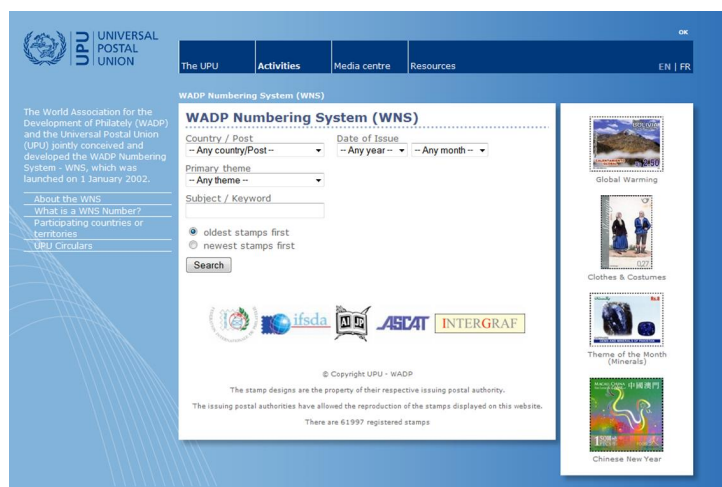 UNIVERSAL
POSTAL
UNION
UPU
OK
The UPU
Activities
Media centre
Resources
EN | FR
WADP Numbering System (WNS)
The World Association for the
Development of Philately (WADP)
and the Universal Postal Union
(UPU) jointly conceived and
developed the WADP Numbering
System - WNS, which was
launched on 1 January 2002.
About the WNS
What is a WNS Number?
Participating countries or
territories
UPU Circulars
WADP Numbering System (WNS)
Country / Post
Date of Issue
-- Any country/Post --
-- Any year --
-- Any month --
Primary theme
-- Any theme --
Subject / Keyword
oldest stamps first
newest stamps first
Search
ifsda
AIJP
ASCAT
INTERGRAF
© Copyright UPU - WADP
The stamp designs are the property of their respective issuing postal authority.
The issuing postal authorities have allowed the reproduction of the stamps displayed on this website.
There are 61997 registered stamps
Global Warming
0,27
Clothes & Costumes
Theme of the Month
(Minerals)
中國澳門
Chinese New Year